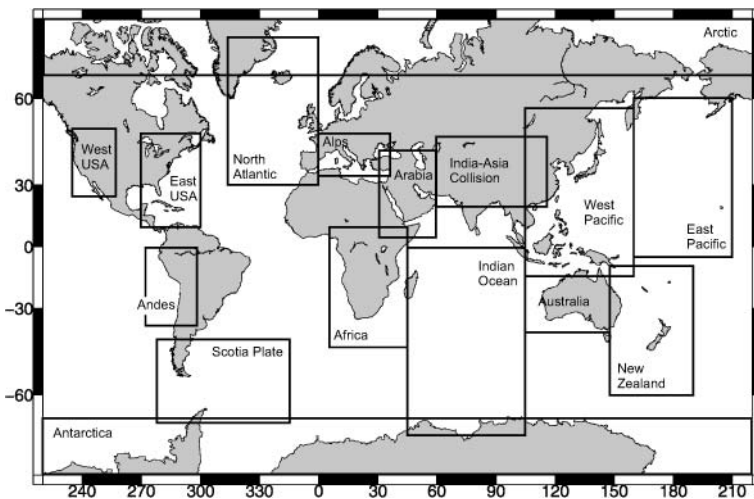 Arctic
60
West
USA
East
USA
North
Atlantic
Alps
Arabia
India-Asia
Collision
West
Pacific
East
Pacific
30
0
Indian
Ocean
Andes
Africa
Australia
-30
Scotia Plate
New
Zealand
-60
Antarctica
240 270 300 330 0 30 60 90 120 150 180 210